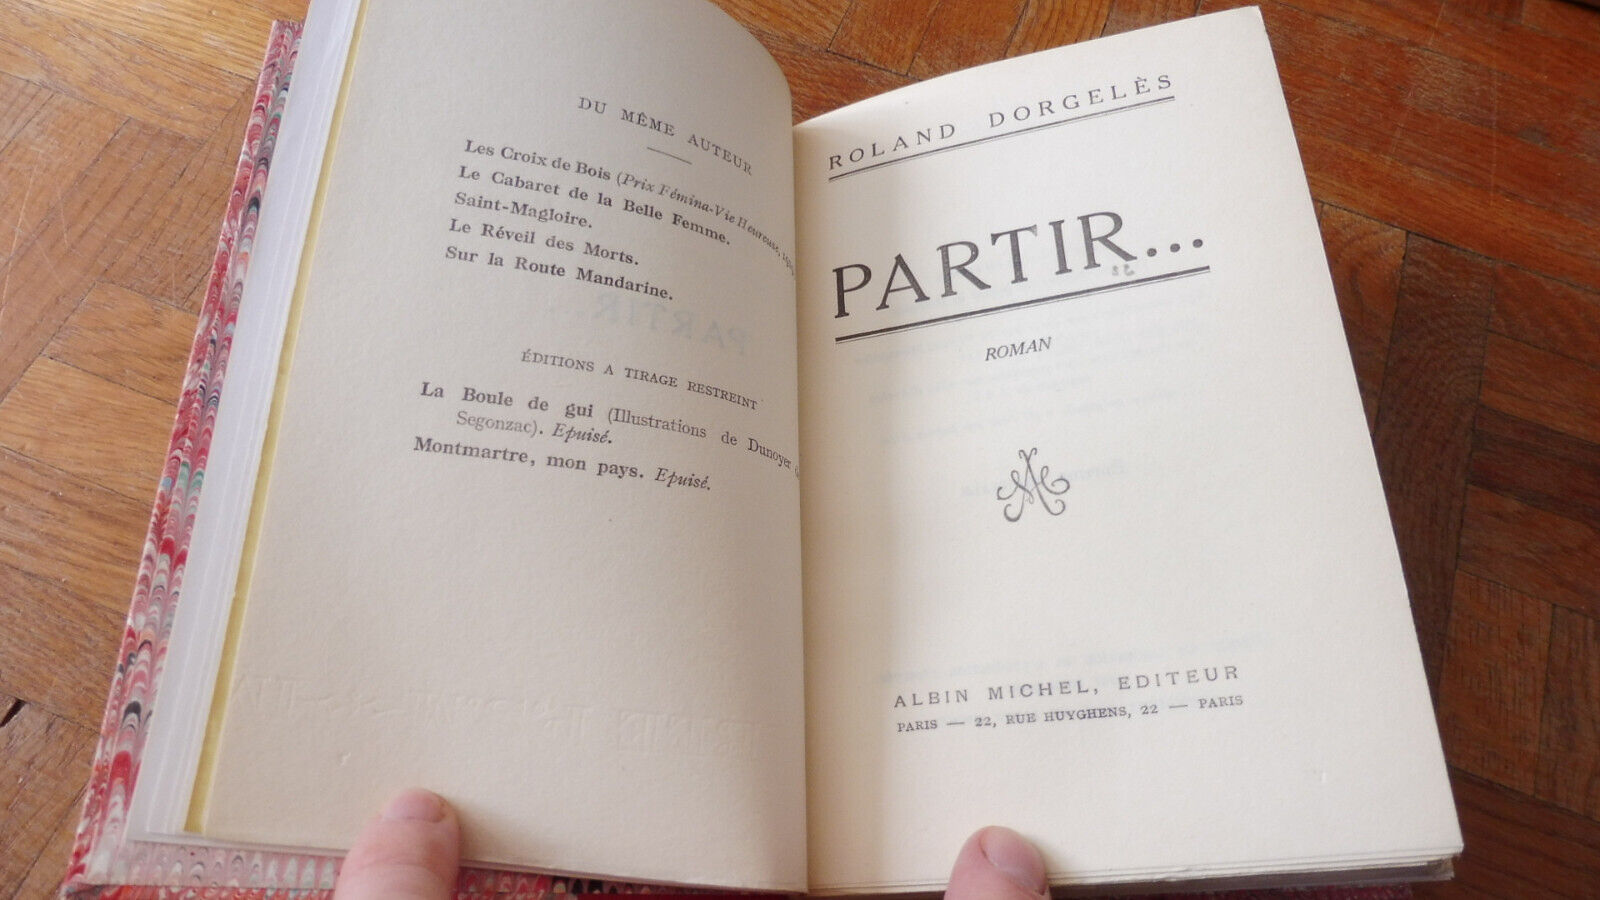 DU MÊME AUTEUR
Les Croix de Bois (Prix Fémina-Vie Heureuse, 1919
Le Cabaret de la Belle Femme.
Saint-Magloire.
Le Réveil des Morts.
Sur la Route Mandarine.
ÉDITIONS A TIRAGE RESTREINT
La Boule de gui (Illustrations de Dunoyer
Segonzac). Epuisé.
Montmartre, mon pays. Epuisé.
ROLAND DORGELÈS
PARTIR...
ROMAN
ALBIN MICHEL, EDITEUR
PARIS — 22, RUE HUYGHENS, 22 — PARIS